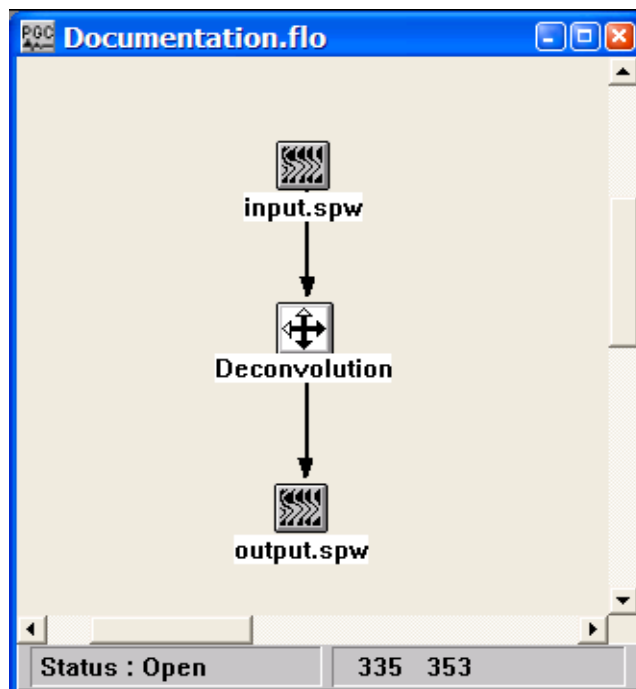 PGC Documentation.flo
input.spw
Deconvolution
output.spw
Status : Open
335 353